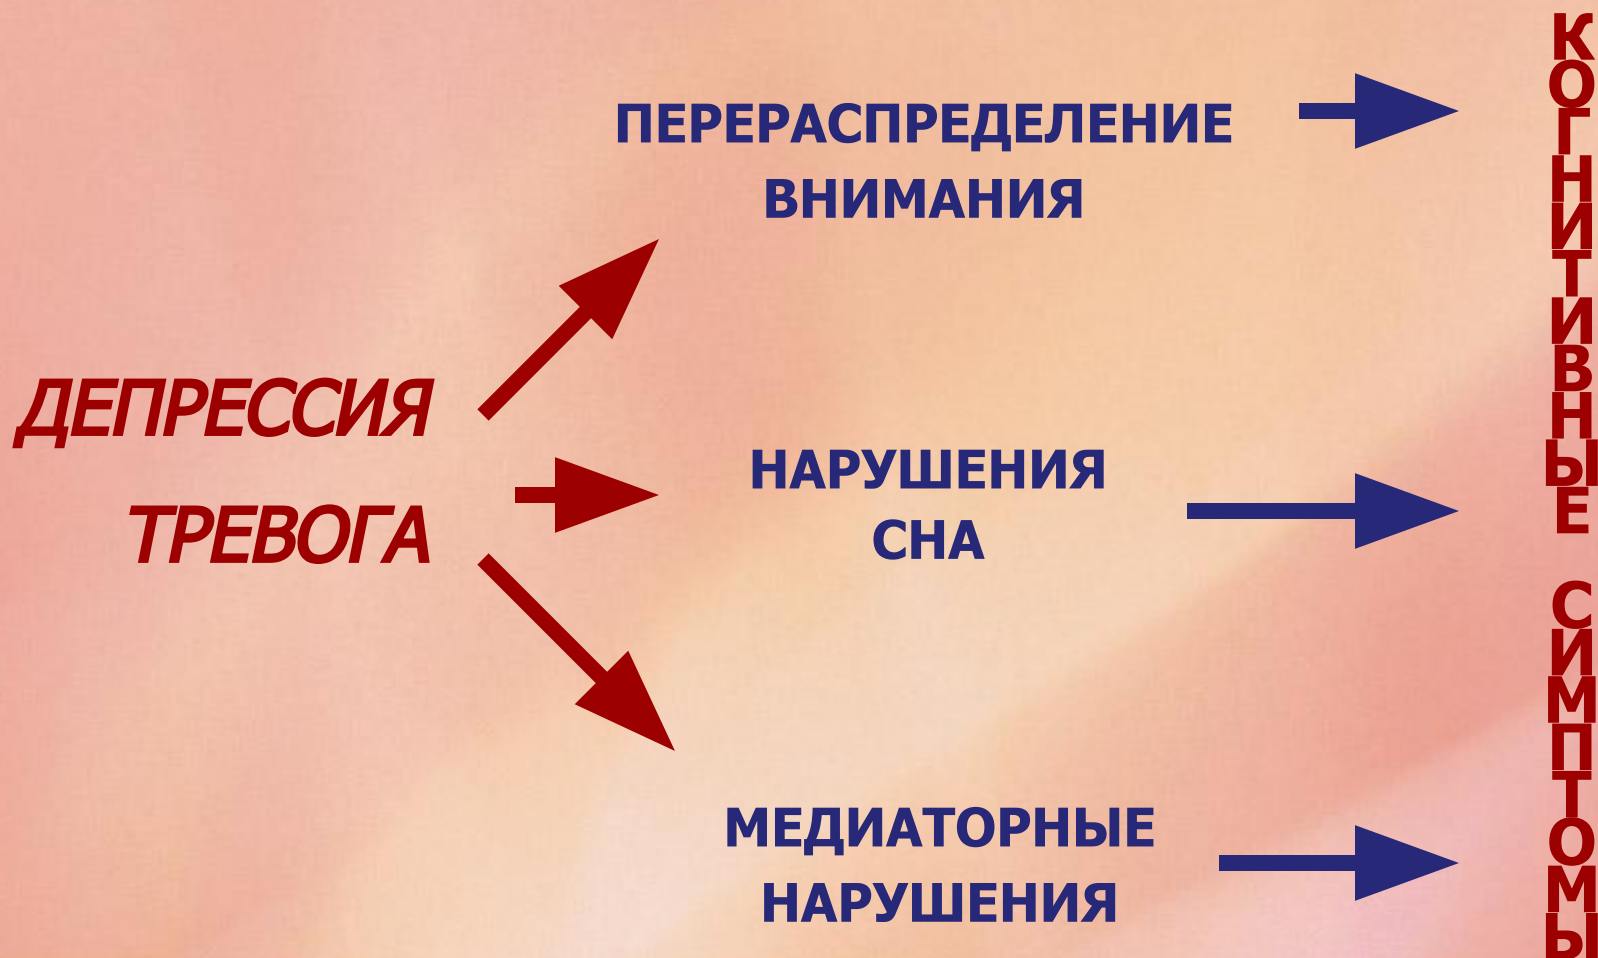 ПЕРЕРАСПРЕДЕЛЕНИЕ
ВНИМАНИЯ
ДЕПРЕССИЯ
ТРЕВОГА
НАРУШЕНИЯ
СНА
МЕДИАТОРНЫЕ
НАРУШЕНИЯ
КОГНИТИВНЫЕ СИМПТОМЫ